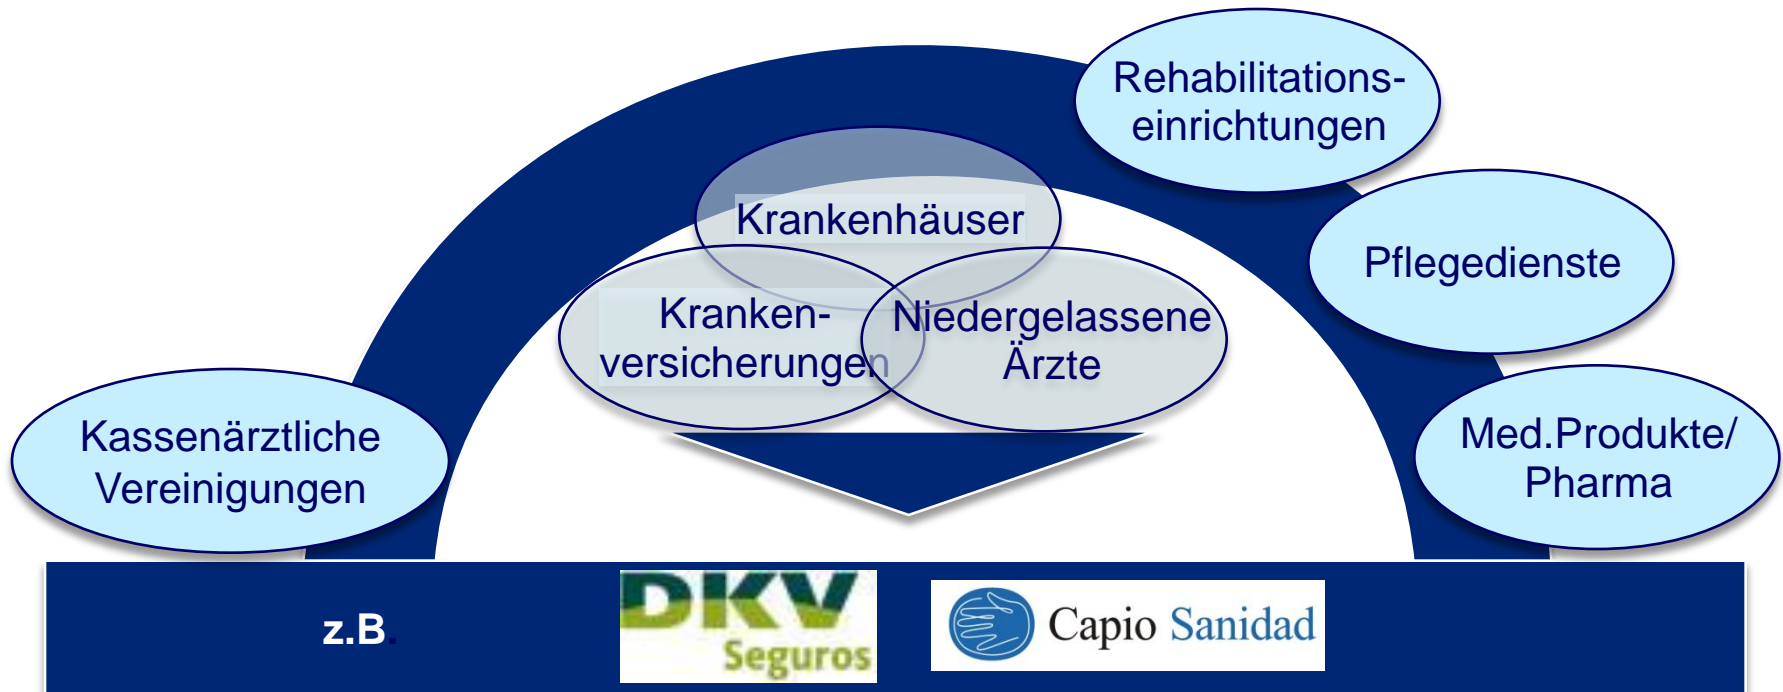 Rehabilitations-
einrichtungen
Krankenhäuser
Pflegedienste
Kranken-
versicherungen
Niedergelassene
Ärzte
Kassenärztliche
Vereinigungen
Med.Produkte/
Pharma
z.B.
DKV
Seguros
Capio Sanidad